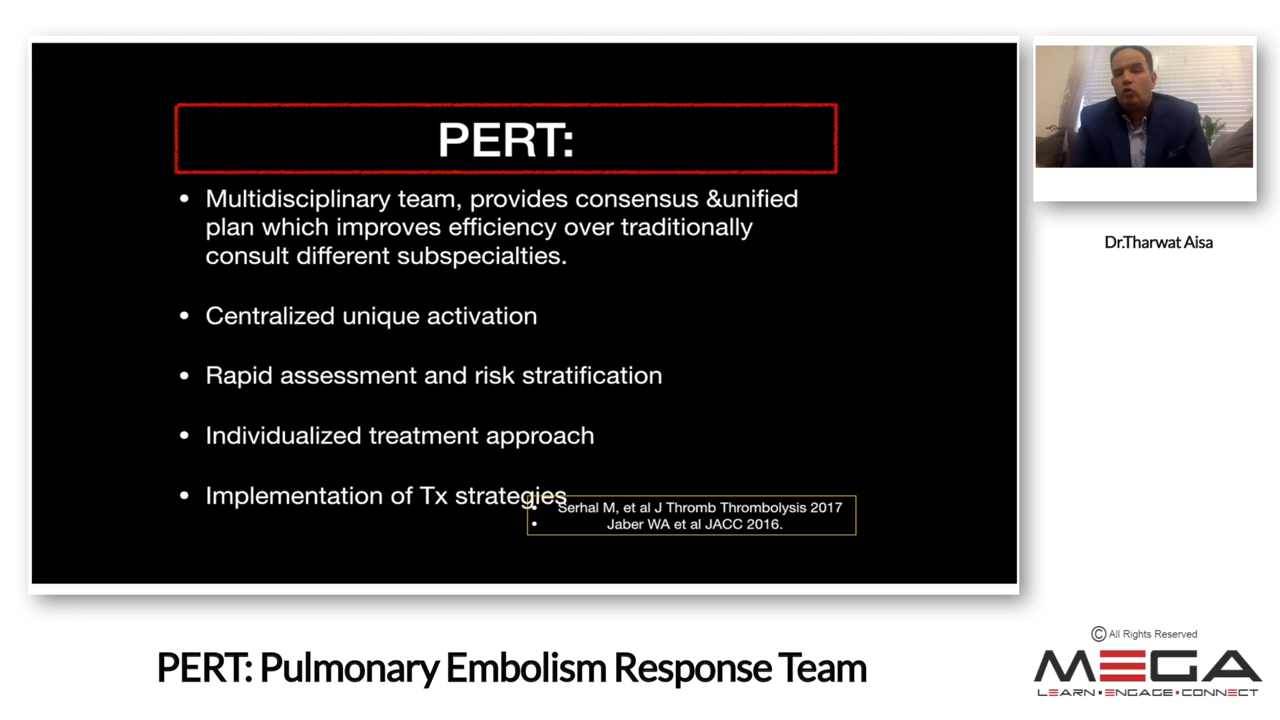 PERT:
• Multidisciplinary team, provides consensus &unified
plan which improves efficiency over traditionally
consult different subspecialties.
• Centralized unique activation
• Rapid assessment and risk stratification
• Individualized treatment approach
• Implementation of Tx strategies
• Serhal M, et al J Thromb Thrombolysis 2017
• Jaber WA et al JACC 2016.
Dr.Tharwat Aisa
PERT: Pulmonary Embolism Response Team
© All Rights Reserved
MEGA
LEARN•ENGAGE•CONNECT